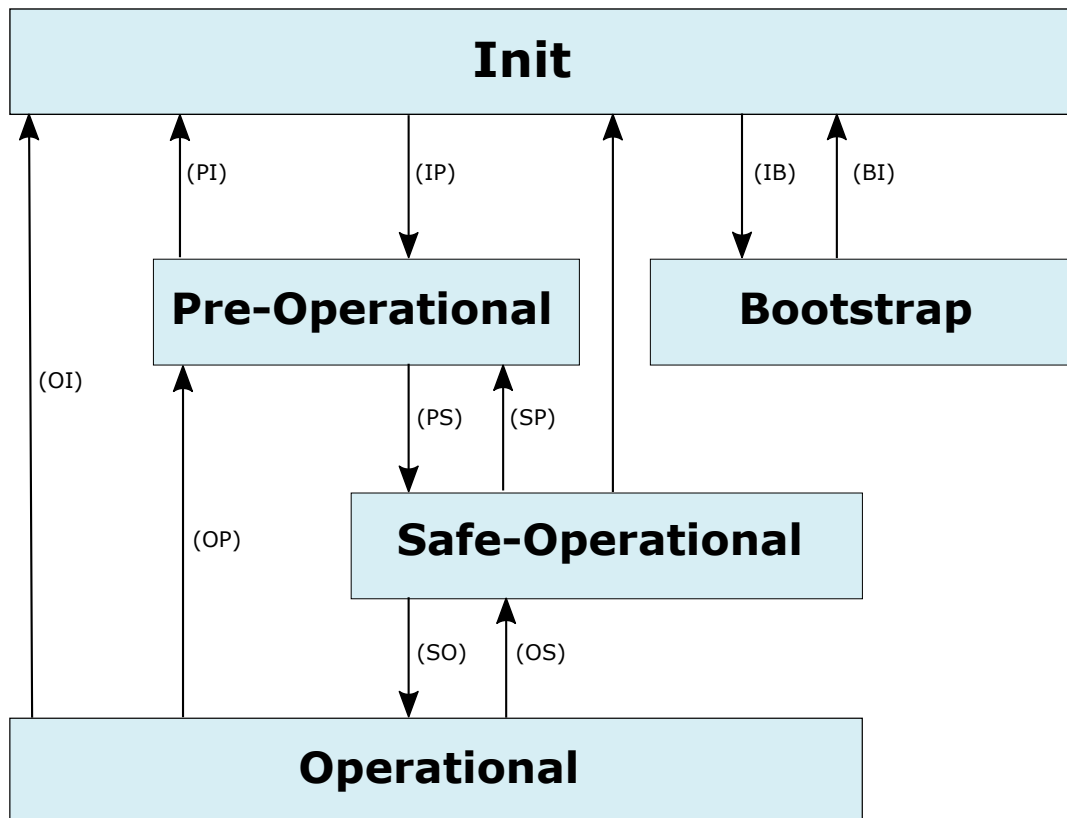 Init
(PI)
(IP)
(IB)
(BI)
Pre-Operational
Bootstrap
(OI)
(PS)
(SP)
(OP)
Safe-Operational
(SO)
(OS)
Operational